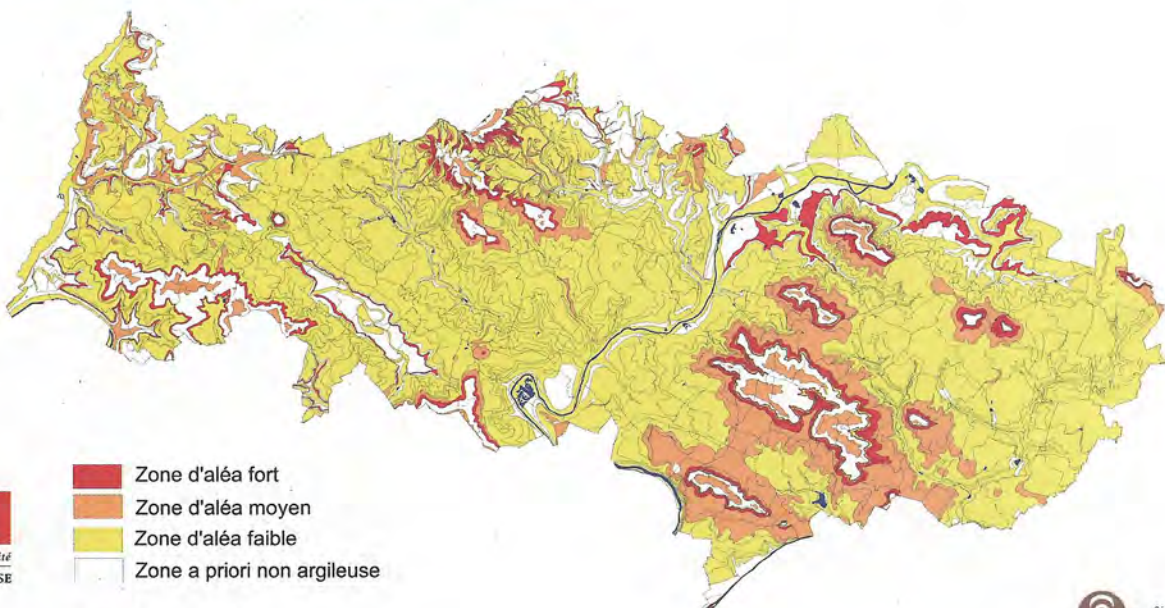 Zone d'aléa fort
Zone d'aléa moyen
Zone d'aléa faible
Zone a priori non argileuse